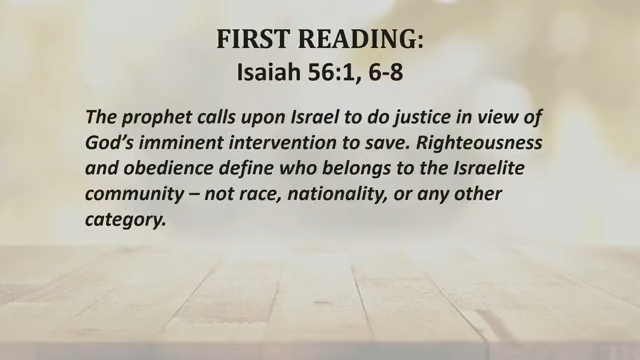 FIRST READING:
Isaiah 56:1, 6-8
The prophet calls upon Israel to do justice in view of
God’s imminent intervention to save. Righteousness
and obedience define who belongs to the Israelite
community – not race, nationality, or any other
category.